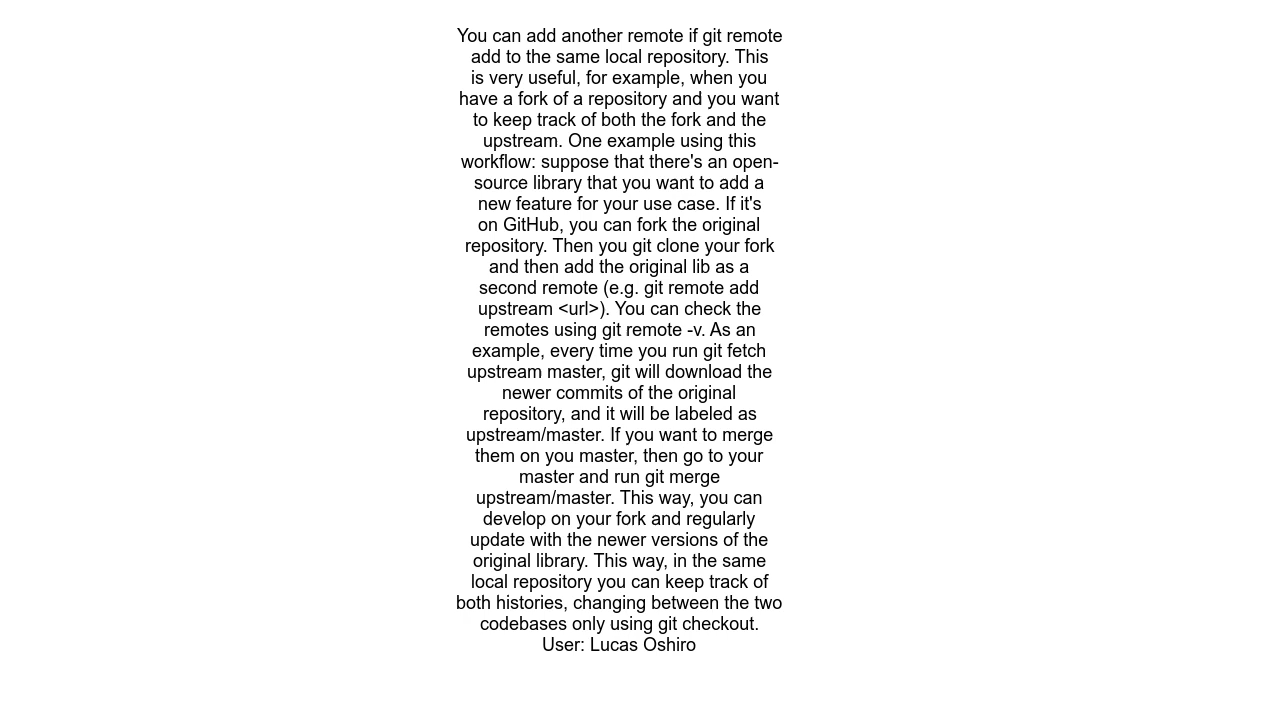 You can add another remote if git remote
add to the same local repository. This
is very useful, for example, when you
have a fork of a repository and you want
to keep track of both the fork and the
upstream. One example using this
workflow: suppose that there's an open-
source library that you want to add a
new feature for your use case. If it's
on GitHub, you can fork the original
repository. Then you git clone your fork
and then add the original lib as a
second remote (e.g. git remote add
upstream <url>). You can check the
remotes using git remote -v. As an
example, every time you run git fetch
upstream master, git will download the
newer commits of the original
repository, and it will be labeled as
upstream/master. If you want to merge
them on you master, then go to your
master and run git merge
upstream/master. This way, you can
develop on your fork and regularly
update with the newer versions of the
original library. This way, in the same
local repository you can keep track of
both histories, changing between the two
codebases only using git checkout.
User: Lucas Oshiro